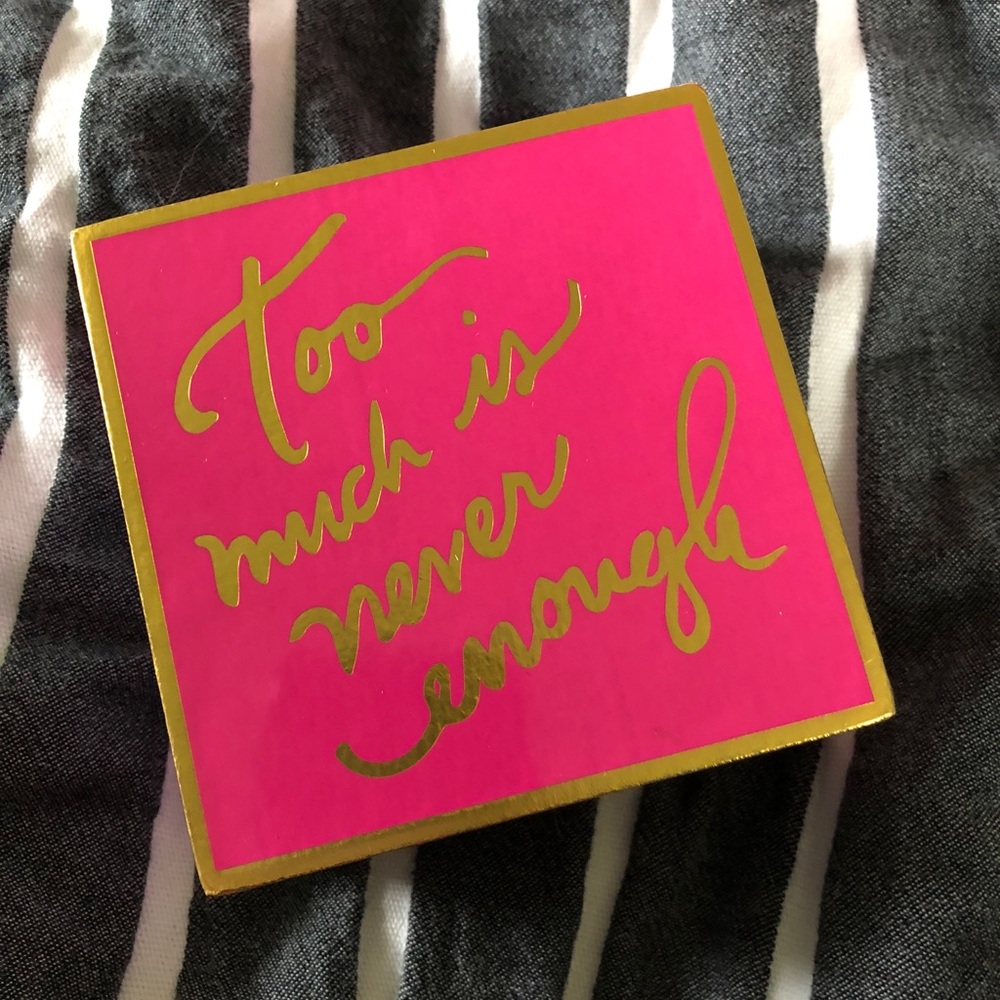 Too
much is
never
enough